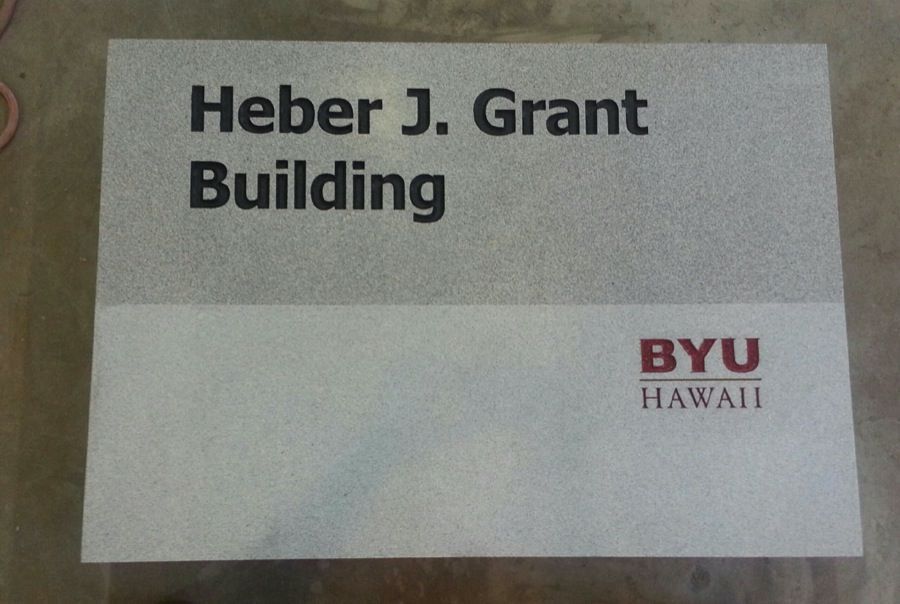 Heber J. Grant
Building
BYU
HAWAII